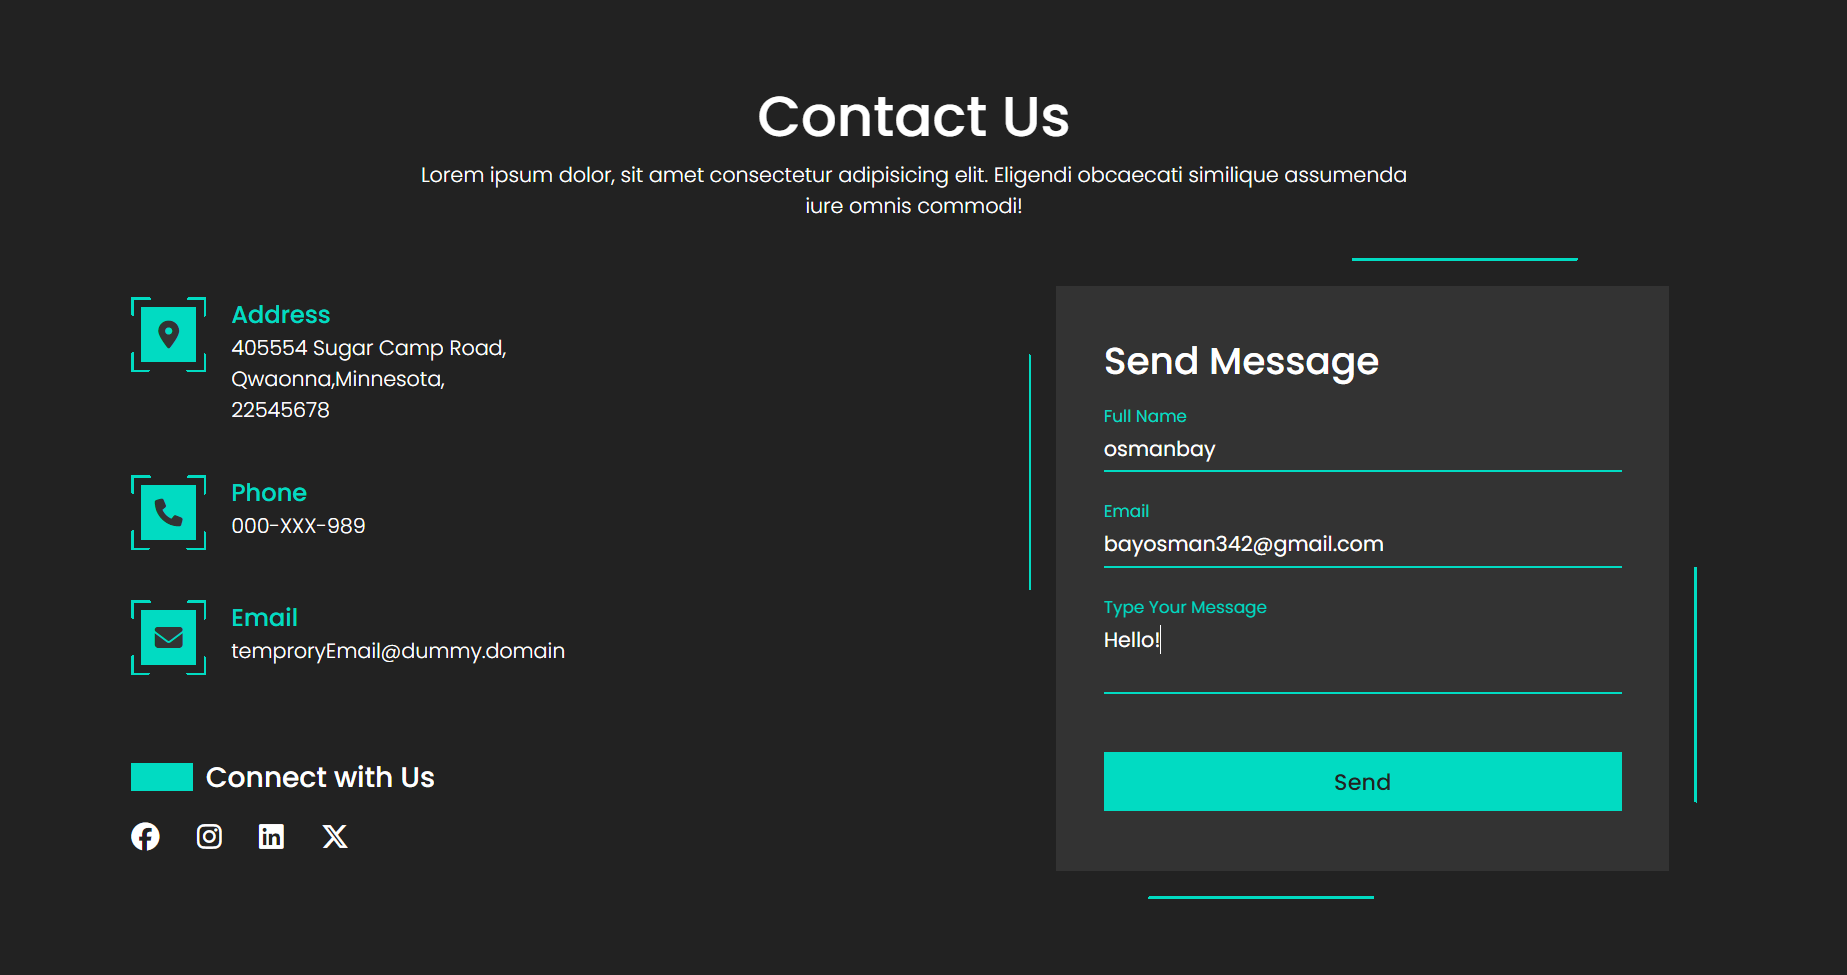 Contact Us
Lorem ipsum dolor, sit amet consectetur adipisicing elit. Eligendi obcaecati similique assumenda
iure omnis commodi!
Address
405554 Sugar Camp Road,
Qwaonna,Minnesota,
22545678
Phone
000-XXX-989
Email
temproryEmail@dummy.domain
Connect with Us
Send Message
Full Name
osmanbay
Email
bayosman342@gmail.com
Type Your Message
Hello!
Send